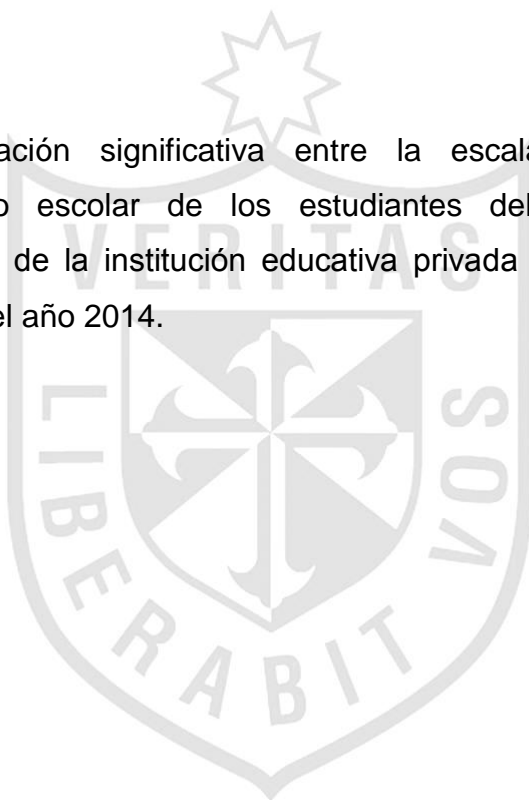 ación significativa entre la escala
o escolar de los estudiantes del
de la institución educativa privada
el año 2014.
VERITAS
LIBERABIT
VOS